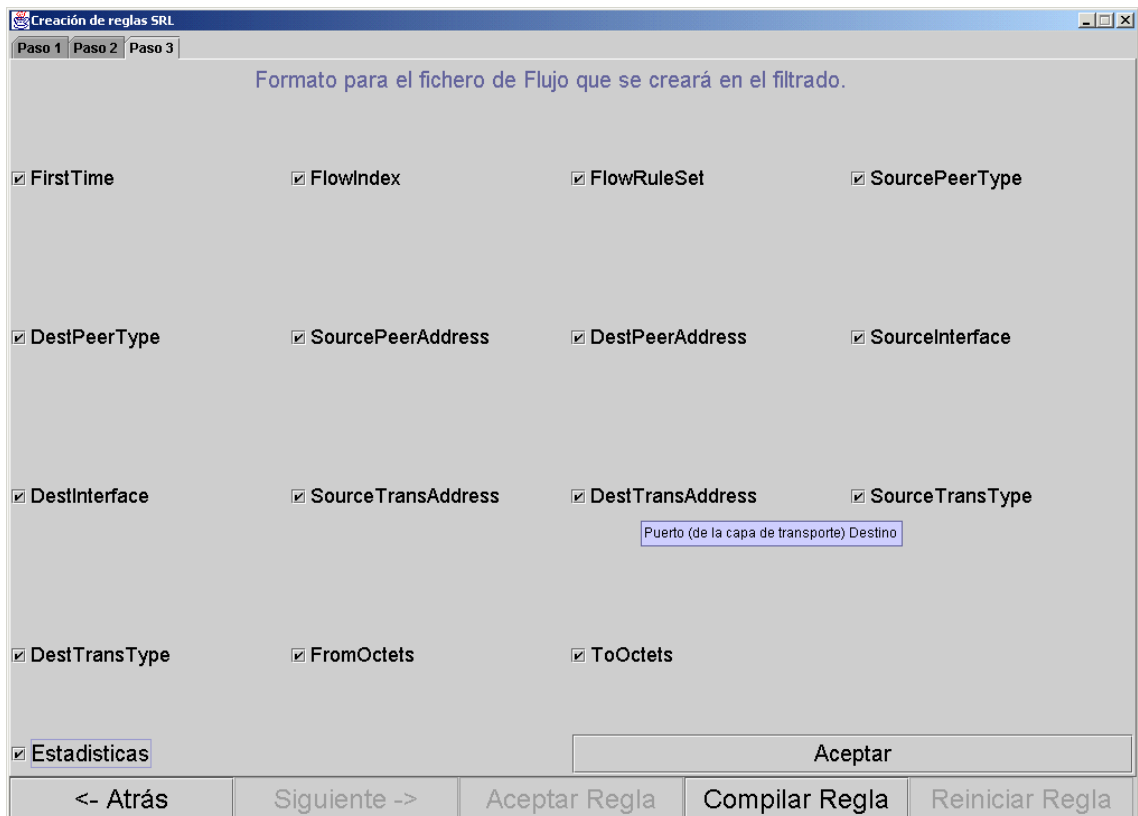 Creación de reglas SRL
Paso 1 Paso 2 Paso 3
Formato para el fichero de Flujo que se creará en el filtrado.
FirstTime FlowIndex FlowRuleSet SourcePeerType
DestPeerType SourcePeerAddress DestPeerAddress SourceInterface
DestInterface SourceTransAddress DestTransAddress SourceTransType
Puerto (de la capa de transporte) Destino
DestTransType FromOctets ToOctets
Estadisticas Aceptar
<- Atrás Siguiente -> Aceptar Regla Compilar Regla Reiniciar Regla